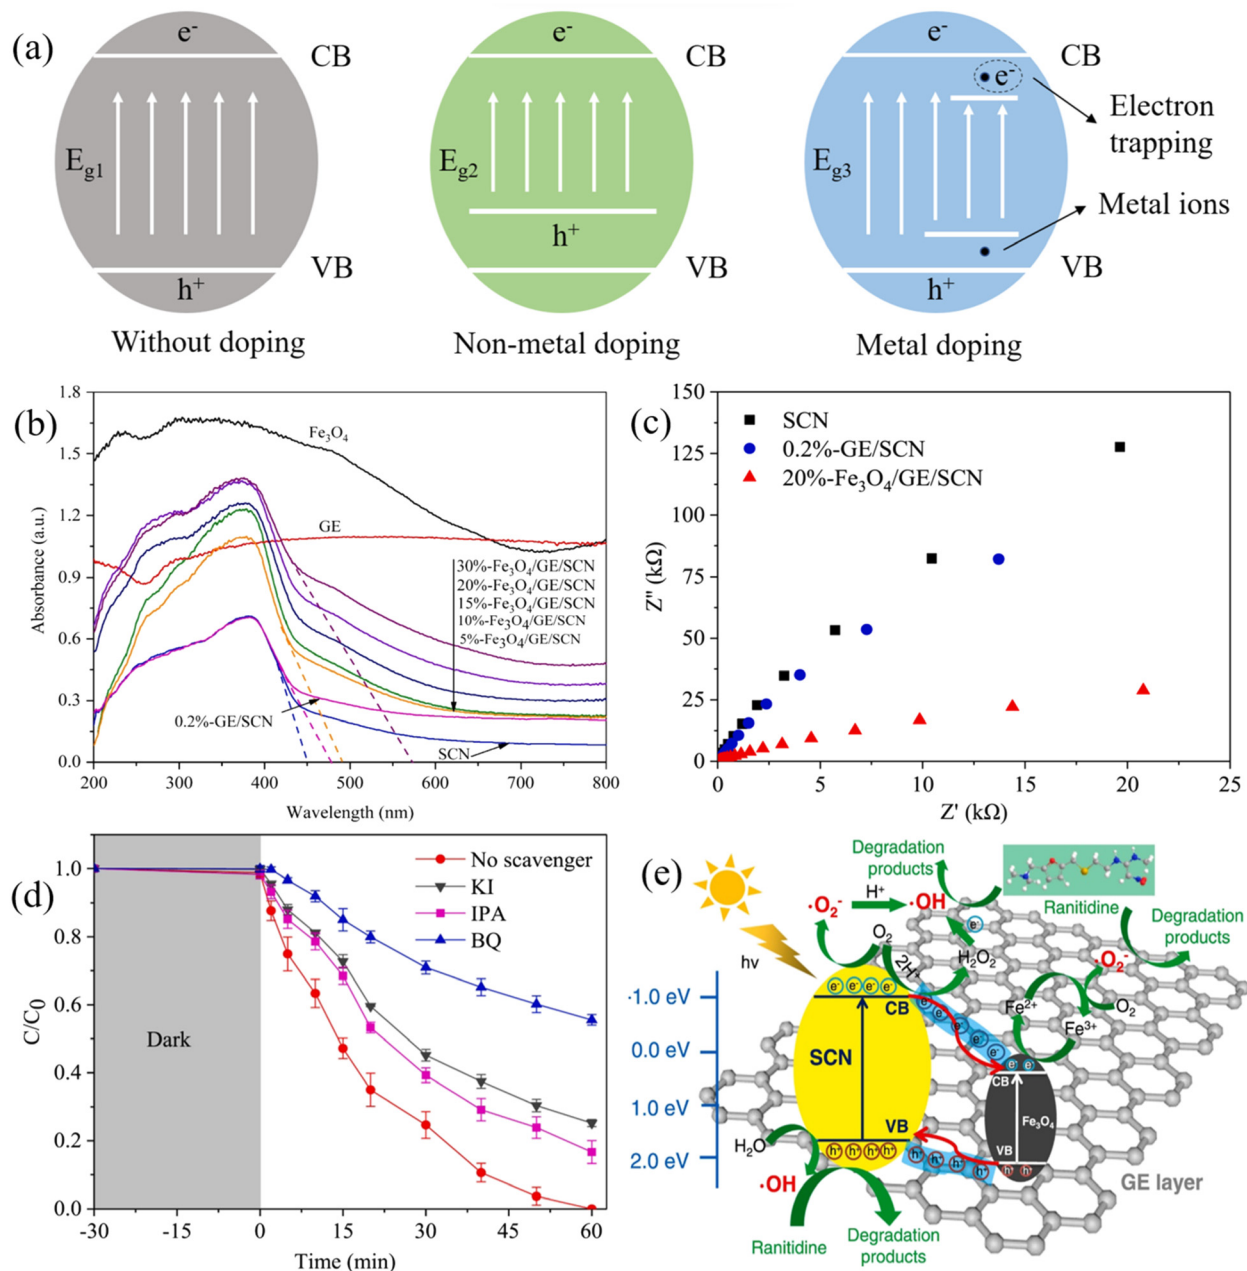 (a)
e⁻
CB
E_g1
h⁺
VB
Without doping
e⁻
E_g2
h⁺
Non-metal doping
e⁻
CB
e⁻
Electron
trapping
E_g3
Metal ions
h⁺
VB
Metal doping
(b)
1.8
1.5
1.2
0.9
0.6
0.3
0.0
Absorbance (a.u.)
Fe₃O₄
GE
30%-Fe₃O₄/GE/SCN
20%-Fe₃O₄/GE/SCN
15%-Fe₃O₄/GE/SCN
10%-Fe₃O₄/GE/SCN
5%-Fe₃O₄/GE/SCN
0.2%-GE/SCN
SCN
200 300 400 500 600 700 800
Wavelength (nm)
(c)
150
125
100
75
50
25
0
Z'' (kΩ)
SCN
0.2%-GE/SCN
20%-Fe₃O₄/GE/SCN
0 5 10 15 20 25
Z' (kΩ)
(d)
1.0
0.8
0.6
0.4
0.2
0.0
C/C₀
Dark
No scavenger
KI
IPA
BQ
-30 -15 0 15 30 45 60
Time (min)
(e)
Degradation
products
H⁺
·O₂⁻
·OH
Ranitidine
Degradation
products
hν
O₂
2H⁺
H₂O₂
e⁻
·O₂⁻
O₂
Fe²⁺
Fe³⁺
-1.0 eV
0.0 eV
1.0 eV
2.0 eV
e⁻ e⁻ e⁻ e⁻
CB
SCN
VB
h⁺ h⁺ h⁺ h⁺
e⁻ e⁻ e⁻ e⁻ e⁻
h⁺ h⁺ h⁺ h⁺
e⁻ e⁻
CB
Fe₃O₄
VB
h⁺ h⁺
GE layer
H₂O
·OH
Ranitidine
Degradation
products